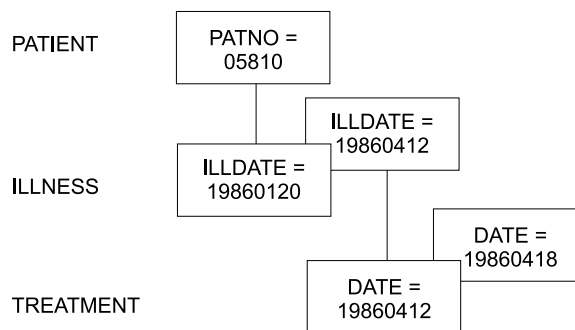 PATIENT
PATNO =
05810
ILLDATE =
19860412
ILLNESS
ILLDATE =
19860120
DATE =
19860418
TREATMENT
DATE =
19860412